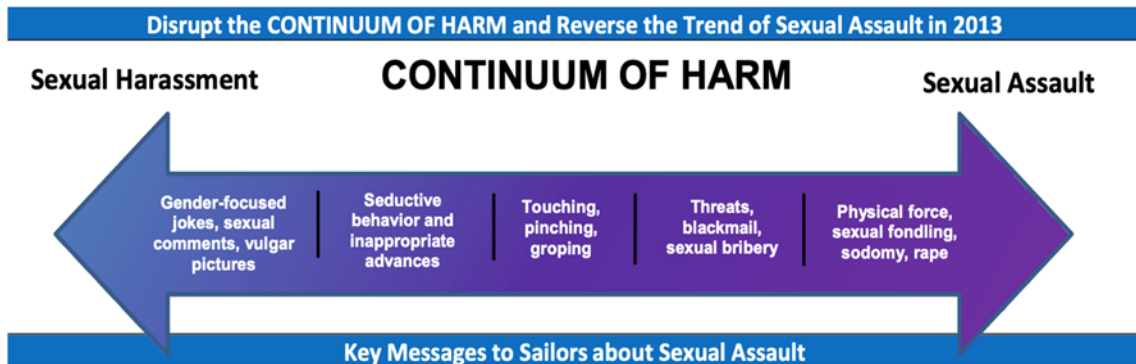 Disrupt the CONTINUUM OF HARM and Reverse the Trend of Sexual Assault in 2013
Sexual Harassment
CONTINUUM OF HARM
Sexual Assault
Gender-focused
jokes, sexual
comments, vulgar
pictures
Seductive
behavior and
inappropriate
advances
Touching,
pinching,
groping
Threats,
blackmail,
sexual bribery
Physical force,
sexual fondling,
sodomy, rape
Key Messages to Sailors about Sexual Assault